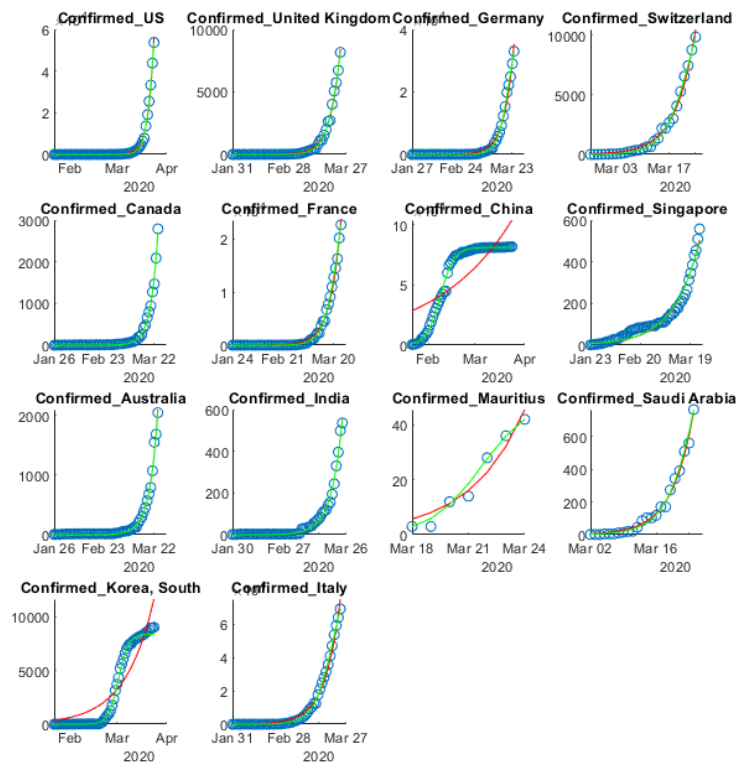 Confirmed_US
×10⁴
6
4
2
0
Feb Mar Apr
2020
Confirmed_United Kingdom
10000
5000
0
Jan 31 Feb 28 Mar 27
2020
Confirmed_Germany
4
2
0
Jan 27 Feb 24 Mar 23
2020
Confirmed_Switzerland
10000
5000
0
Mar 03 Mar 17
2020
Confirmed_Canada
3000
2000
1000
0
Jan 26 Feb 23 Mar 22
2020
Confirmed_France
2
1
0
Jan 24 Feb 21 Mar 20
2020
Confirmed_China
10
5
0
Feb Mar Apr
2020
Confirmed_Singapore
600
400
200
0
Jan 23 Feb 20 Mar 19
2020
Confirmed_Australia
2000
1000
0
Jan 26 Feb 23 Mar 22
2020
Confirmed_India
600
400
200
0
Jan 30 Feb 27 Mar 26
2020
Confirmed_Mauritius
40
20
0
Mar 18 Mar 21 Mar 24
2020
Confirmed_Saudi Arabia
600
400
200
0
Mar 02 Mar 16
2020
Confirmed_Korea, South
10000
5000
0
Feb Mar Apr
2020
Confirmed_Italy
6
4
2
0
Jan 31 Feb 28 Mar 27
2020